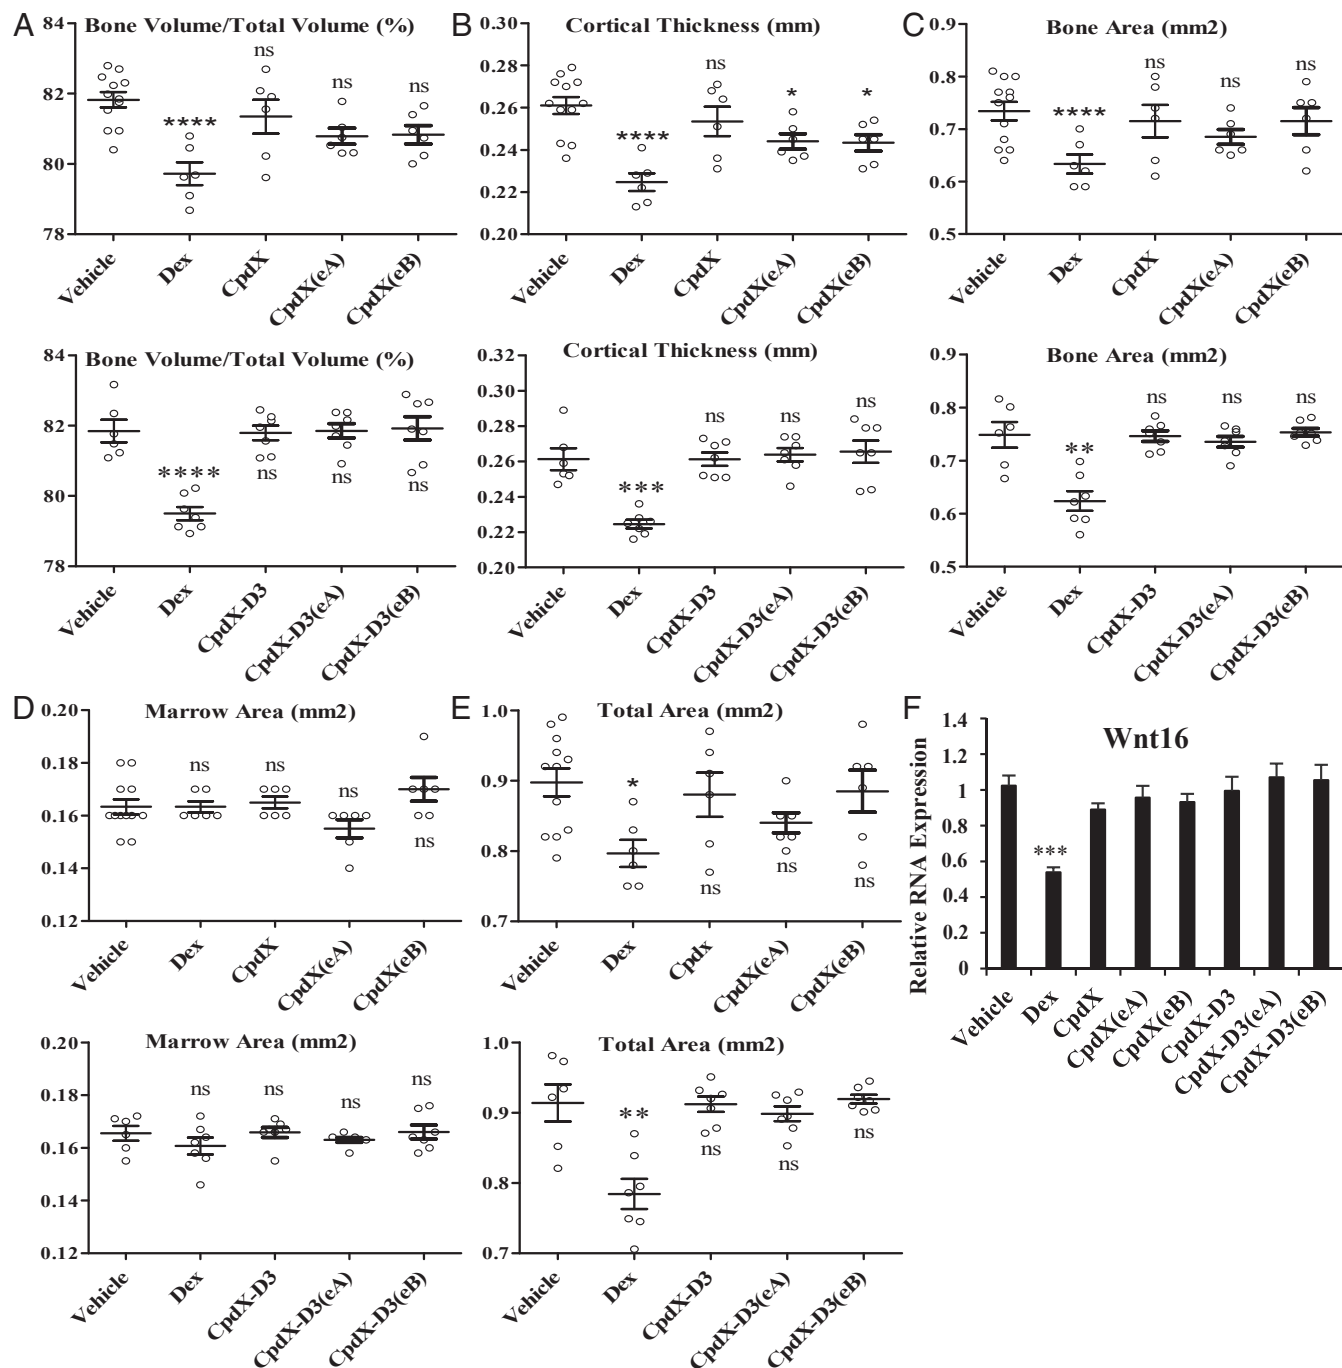 A Bone Volume/Total Volume (%)
84
82
80
78
****
ns
ns
ns
Vehicle
Dex
CpdX
CpdX(eA)
CpdX(eB)
B Cortical Thickness (mm)
0.30
0.28
0.26
0.24
0.22
0.20
****
ns
*
*
Vehicle
Dex
CpdX
CpdX(eA)
CpdX(eB)
C Bone Area (mm2)
0.9
0.8
0.7
0.6
0.5
****
ns
ns
ns
Vehicle
Dex
CpdX
CpdX(eA)
CpdX(eB)
Bone Volume/Total Volume (%)
84
82
80
78
****
ns
ns
ns
Vehicle
Dex
CpdX-D3
CpdX-D3(eA)
CpdX-D3(eB)
Cortical Thickness (mm)
0.32
0.30
0.28
0.26
0.24
0.22
0.20
***
ns
ns
ns
Vehicle
Dex
CpdX-D3
CpdX-D3(eA)
CpdX-D3(eB)
Bone Area (mm2)
0.9
0.8
0.7
0.6
0.5
**
ns
ns
ns
Vehicle
Dex
CpdX-D3
CpdX-D3(eA)
CpdX-D3(eB)
D Marrow Area (mm2)
0.20
0.18
0.16
0.14
0.12
ns
ns
ns
ns
Vehicle
Dex
CpdX
CpdX(eA)
CpdX(eB)
E Total Area (mm2)
1.0
0.9
0.8
0.7
*
ns
ns
ns
Vehicle
Dex
Cpdx
CpdX(eA)
CpdX(eB)
F
Wnt16
Relative RNA Expression
1.4
1.2
1
0.8
0.6
0.4
0.2
0
***
Vehicle
Dex
CpdX
CpdX(eA)
CpdX(eB)
CpdX-D3
CpdX-D3(eA)
CpdX-D3(eB)
Marrow Area (mm2)
0.20
0.18
0.16
0.14
0.12
ns
ns
ns
ns
Vehicle
Dex
CpdX-D3
CpdX-D3(eA)
CpdX-D3(eB)
Total Area (mm2)
1.0
0.9
0.8
0.7
**
ns
ns
ns
Vehicle
Dex
CpdX-D3
CpdX-D3(eA)
CpdX-D3(eB)